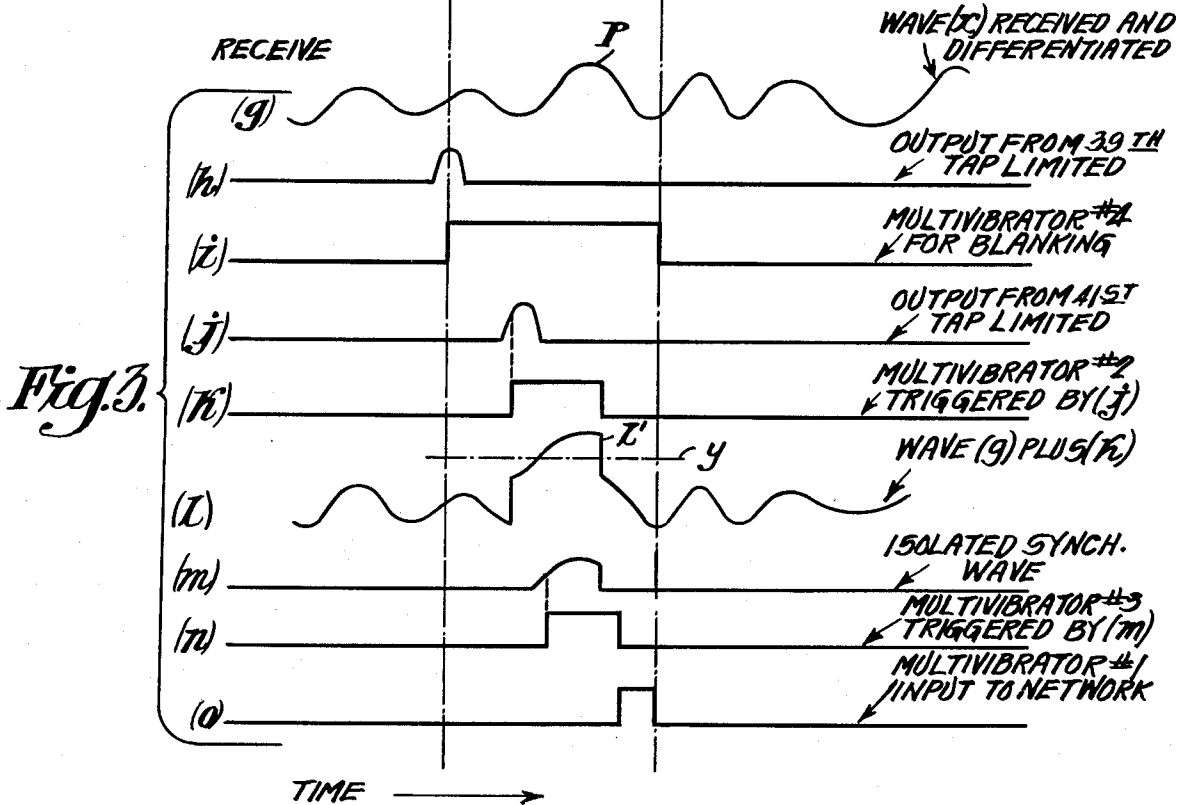 RECEIVE
P
WAVE (X) RECEIVED AND
DIFFERENTIATED
(g)
OUTPUT FROM 39TH
TAP LIMITED
(h)
MULTIVIBRATOR #4
FOR BLANKING
(i)
OUTPUT FROM 41ST
TAP LIMITED
(j)
Fig.3.
MULTIVIBRATOR #2
TRIGGERED BY (j)
(K)
L'
y
WAVE (g) PLUS (K)
(L)
ISOLATED SYNCH.
WAVE
(m)
MULTIVIBRATOR #3
TRIGGERED BY (m)
(n)
MULTIVIBRATOR #1
INPUT TO NETWORK
(o)
TIME